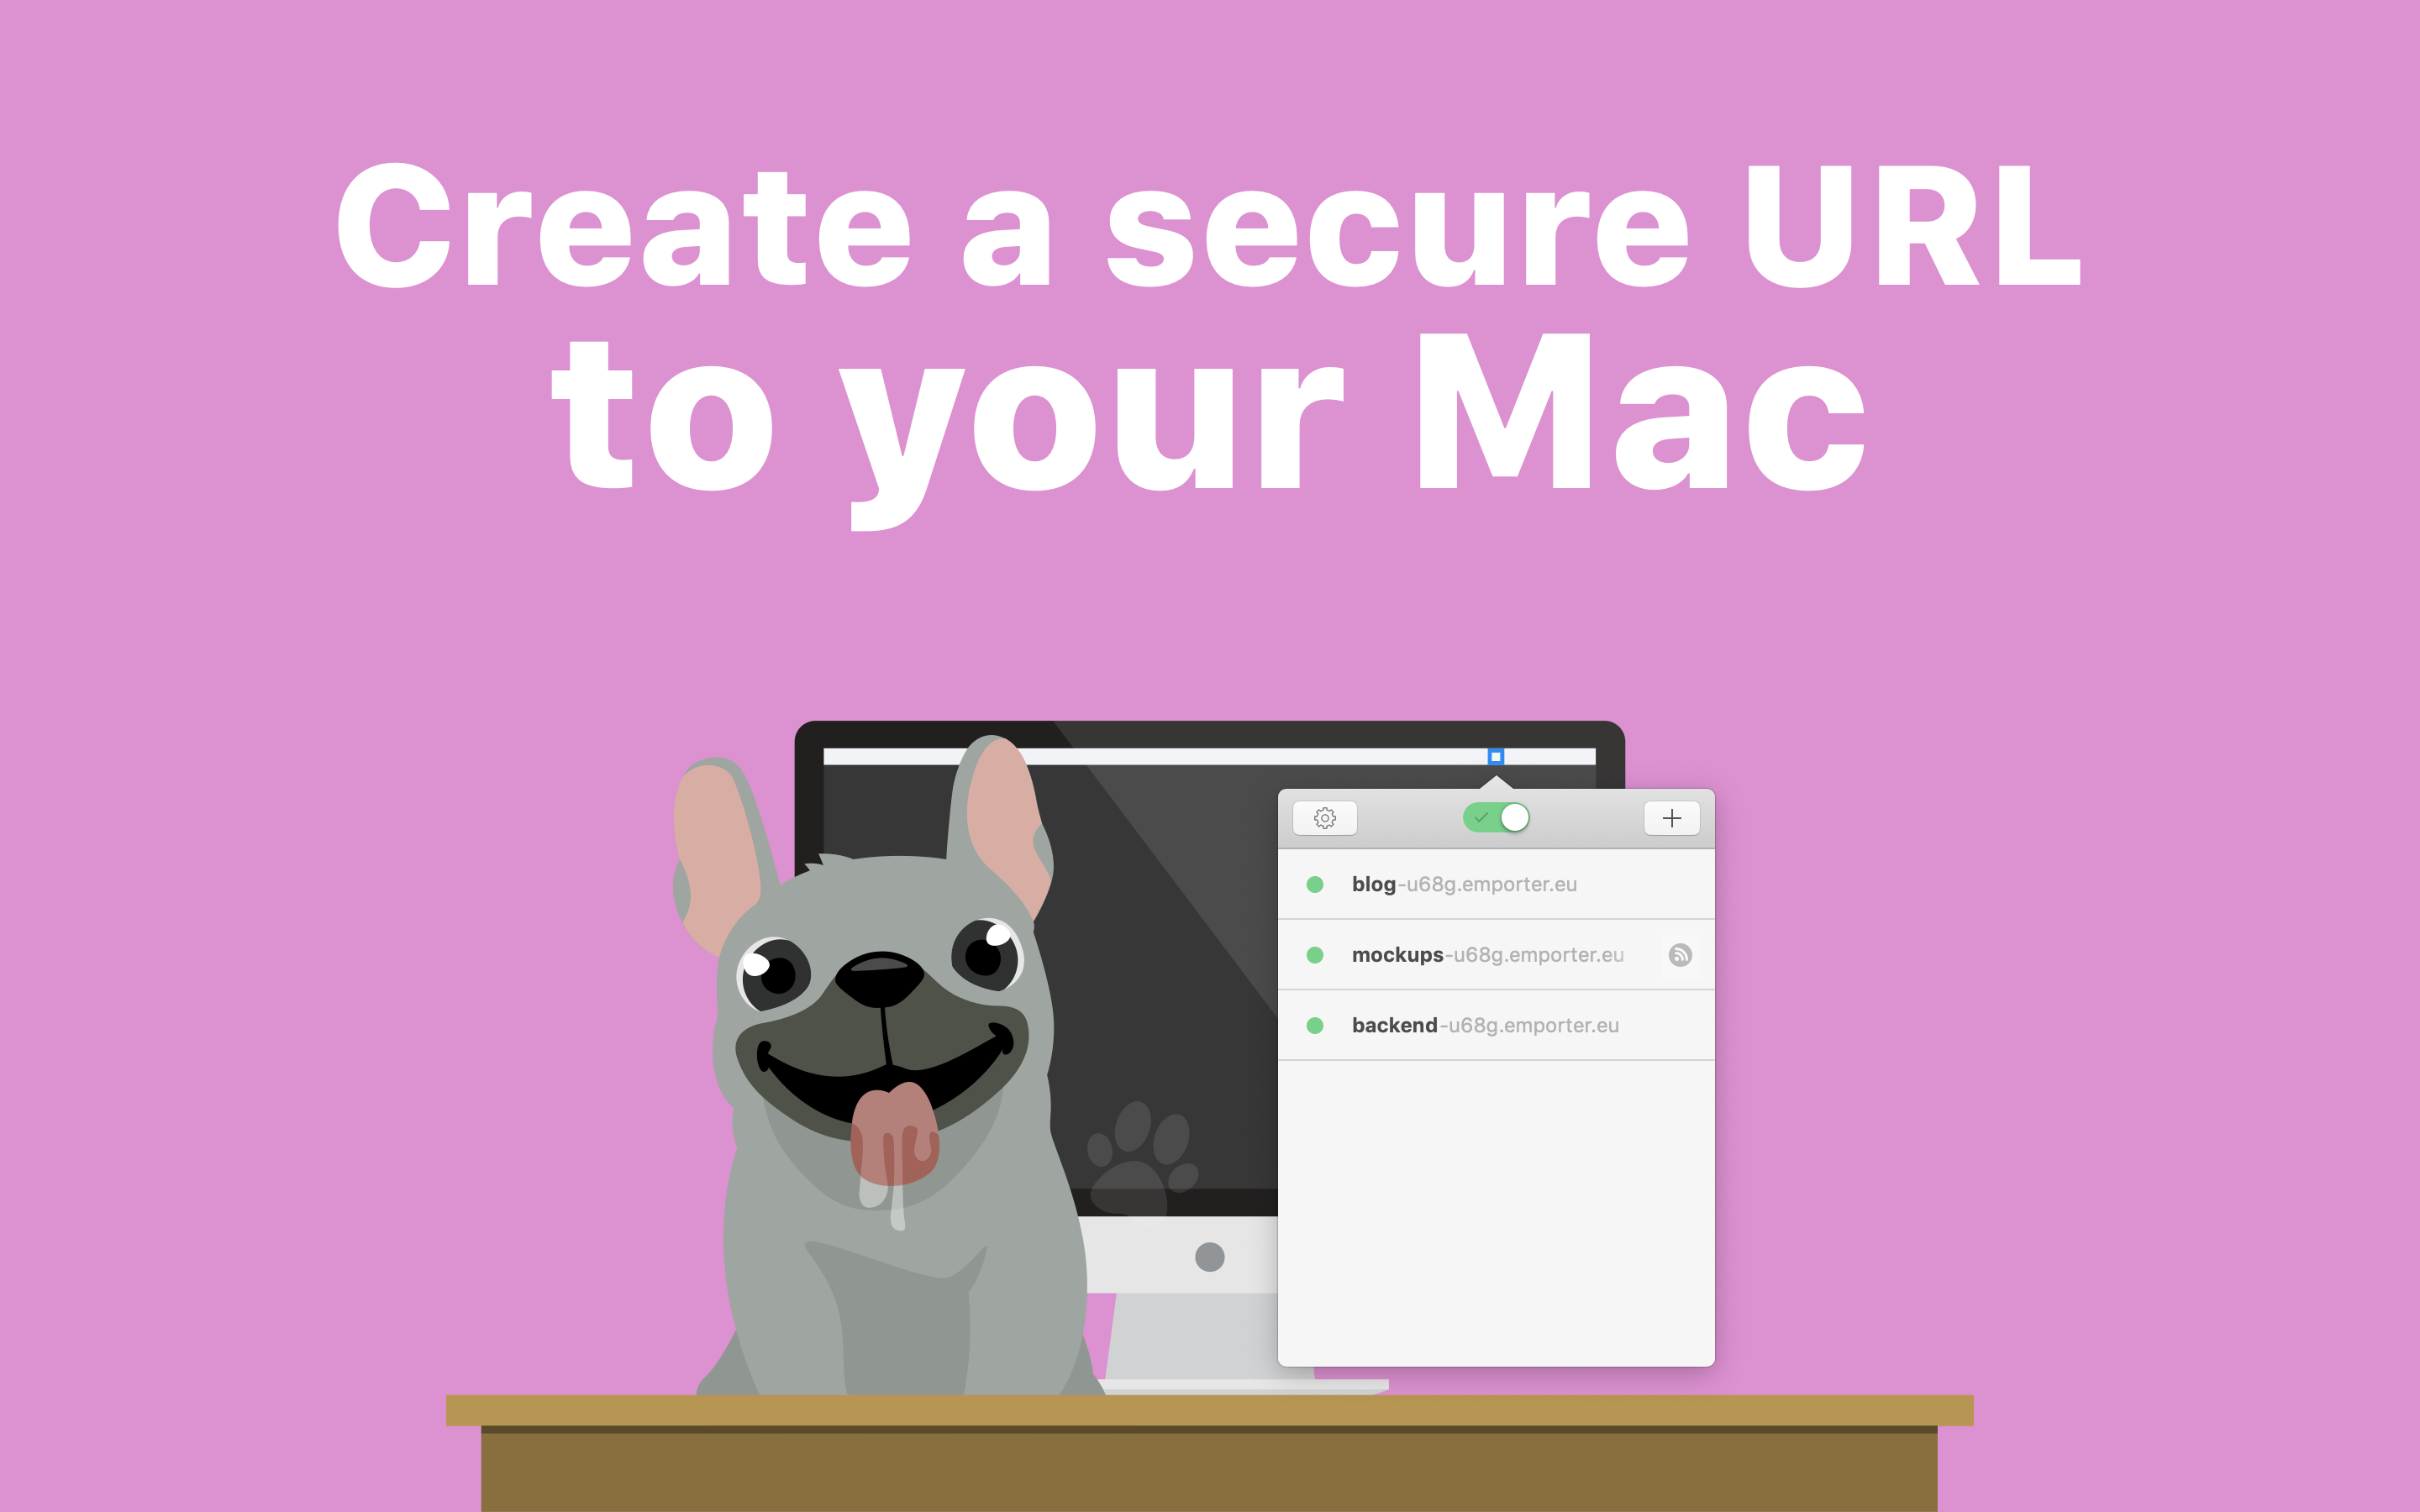 Create a secure URL
to your Mac
blog-u68g.emporter.eu
mockups-u68g.emporter.eu
backend-u68g.emporter.eu